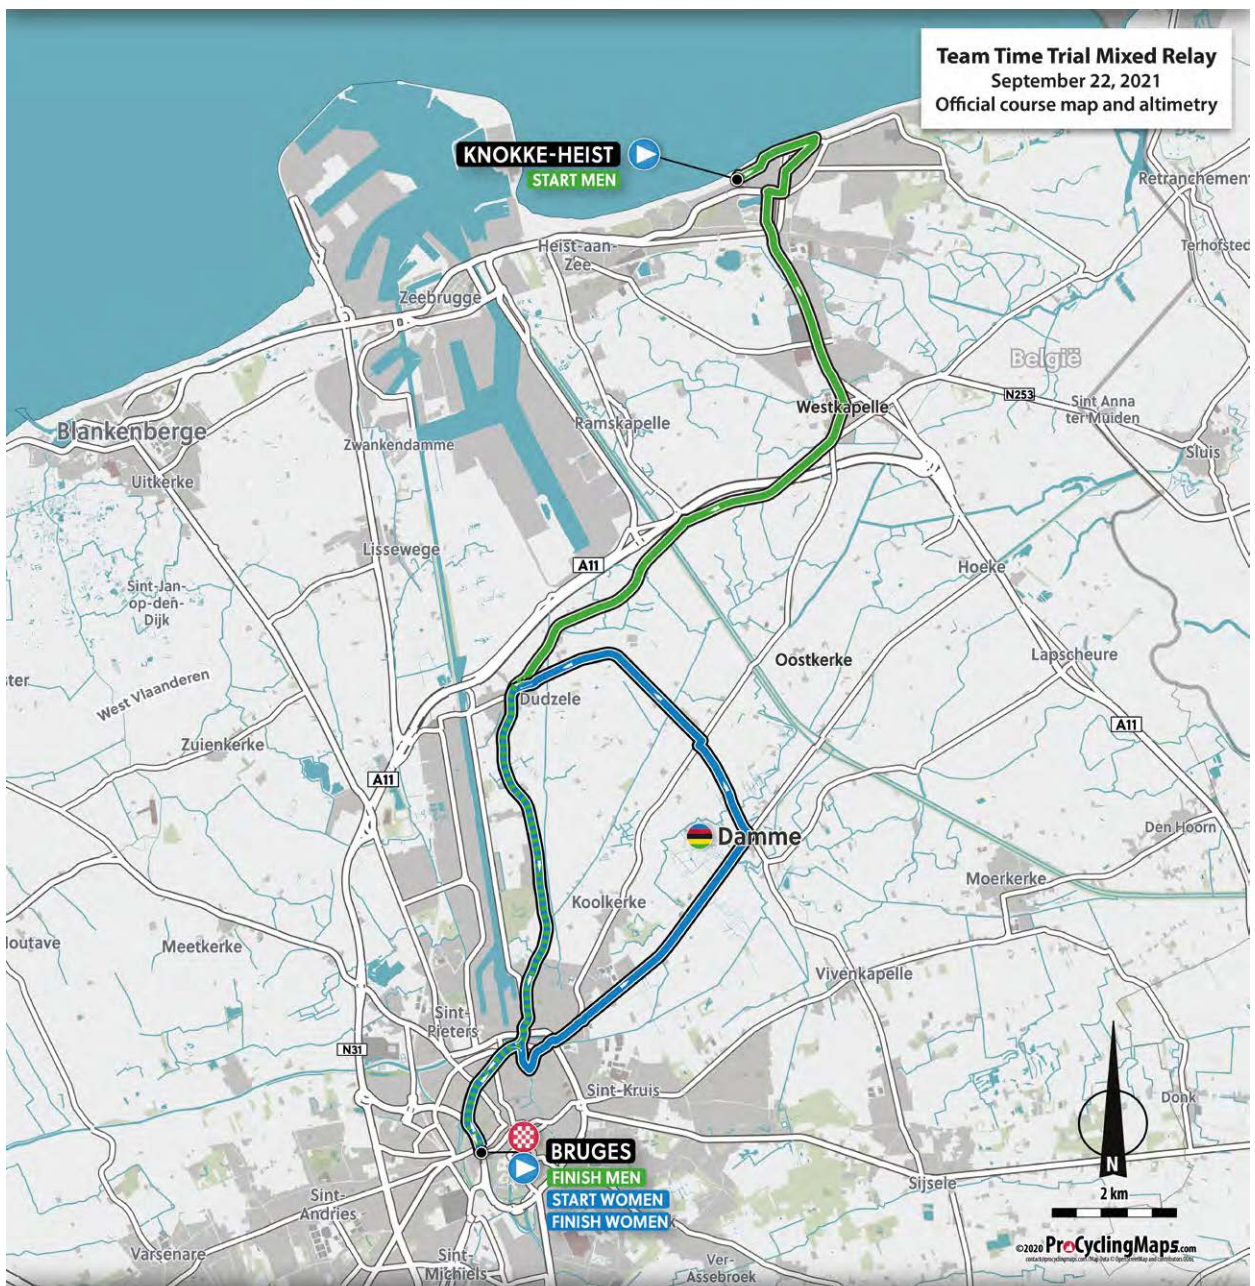 Team Time Trial Mixed Relay
September 22, 2021
Official course map and altimetry
KNOKKE-HEIST
START MEN
Retranchement
Terhofsted
Heist-aan-
Zee
Zeebrugge
België
N253
Sint Anna
ter Muiden
Westkapelle
Ramskapelle
Blankenberge
Zwankendamme
Sluis
Uitkerke
Lissewege
A11
Hoeke
Sint-Jan-
op-den-
Dijk
Oostkerke
Lapscheure
ster
West Vlaanderen
Dudzele
A11
Zuienkerke
A11
Damme
Den Hoorn
Moerkerke
Koolkerke
Houtave
Meetkerke
Vivenkapelle
Sint-
Pieters
N31
Sint-Kruis
Donk
BRUGES
FINISH MEN
START WOMEN
FINISH WOMEN
N
2 km
Sijsele
Sint-
Andries
Varsenare
Sint-
Michiels
Ver-
Assebroek
©2020 ProCyclingMaps.com